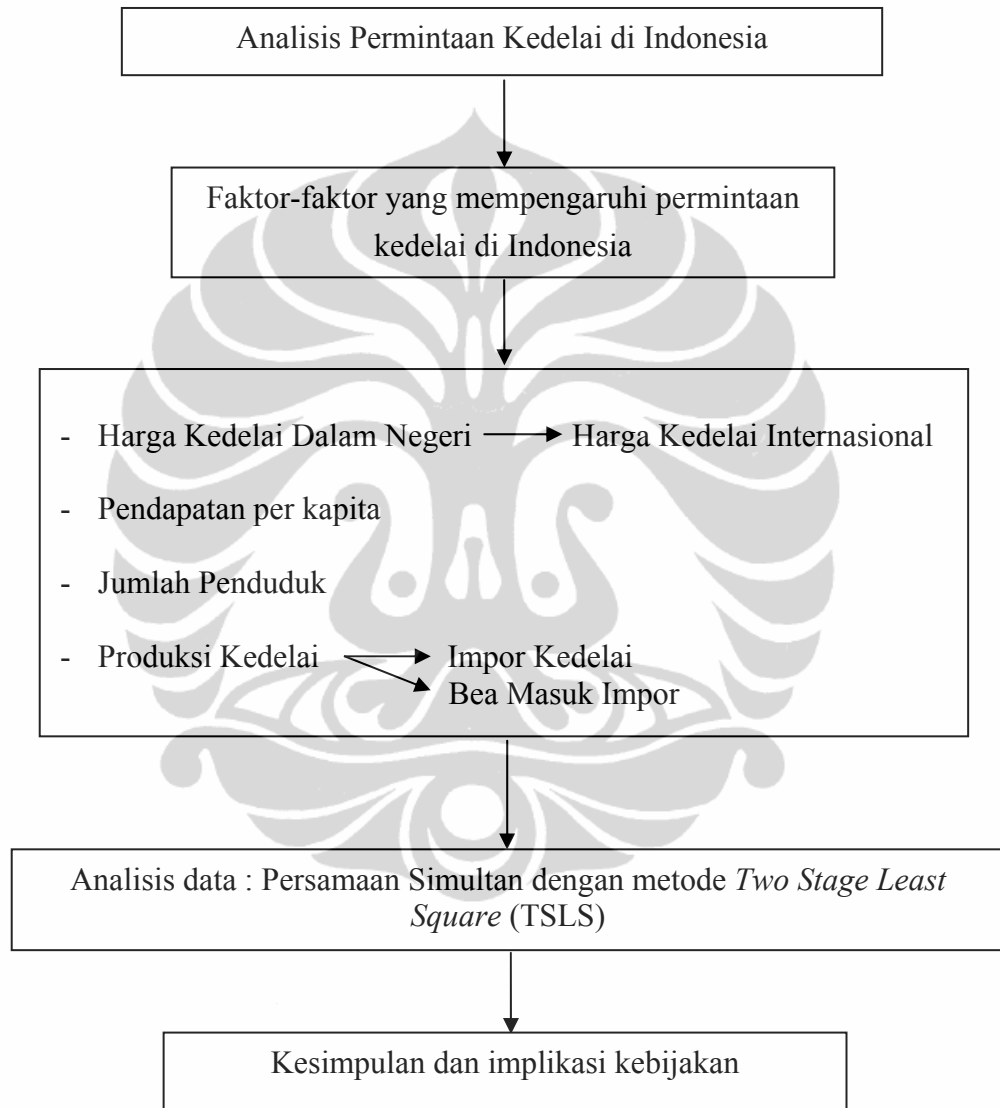 Analisis Permintaan Kedelai di Indonesia
Faktor-faktor yang mempengaruhi permintaan
kedelai di Indonesia
- Harga Kedelai Dalam Negeri Harga Kedelai Internasional
- Pendapatan per kapita
- Jumlah Penduduk
- Produksi Kedelai Impor Kedelai
Bea Masuk Impor
Analisis data : Persamaan Simultan dengan metode Two Stage Least
Square (TSLS)
Kesimpulan dan implikasi kebijakan